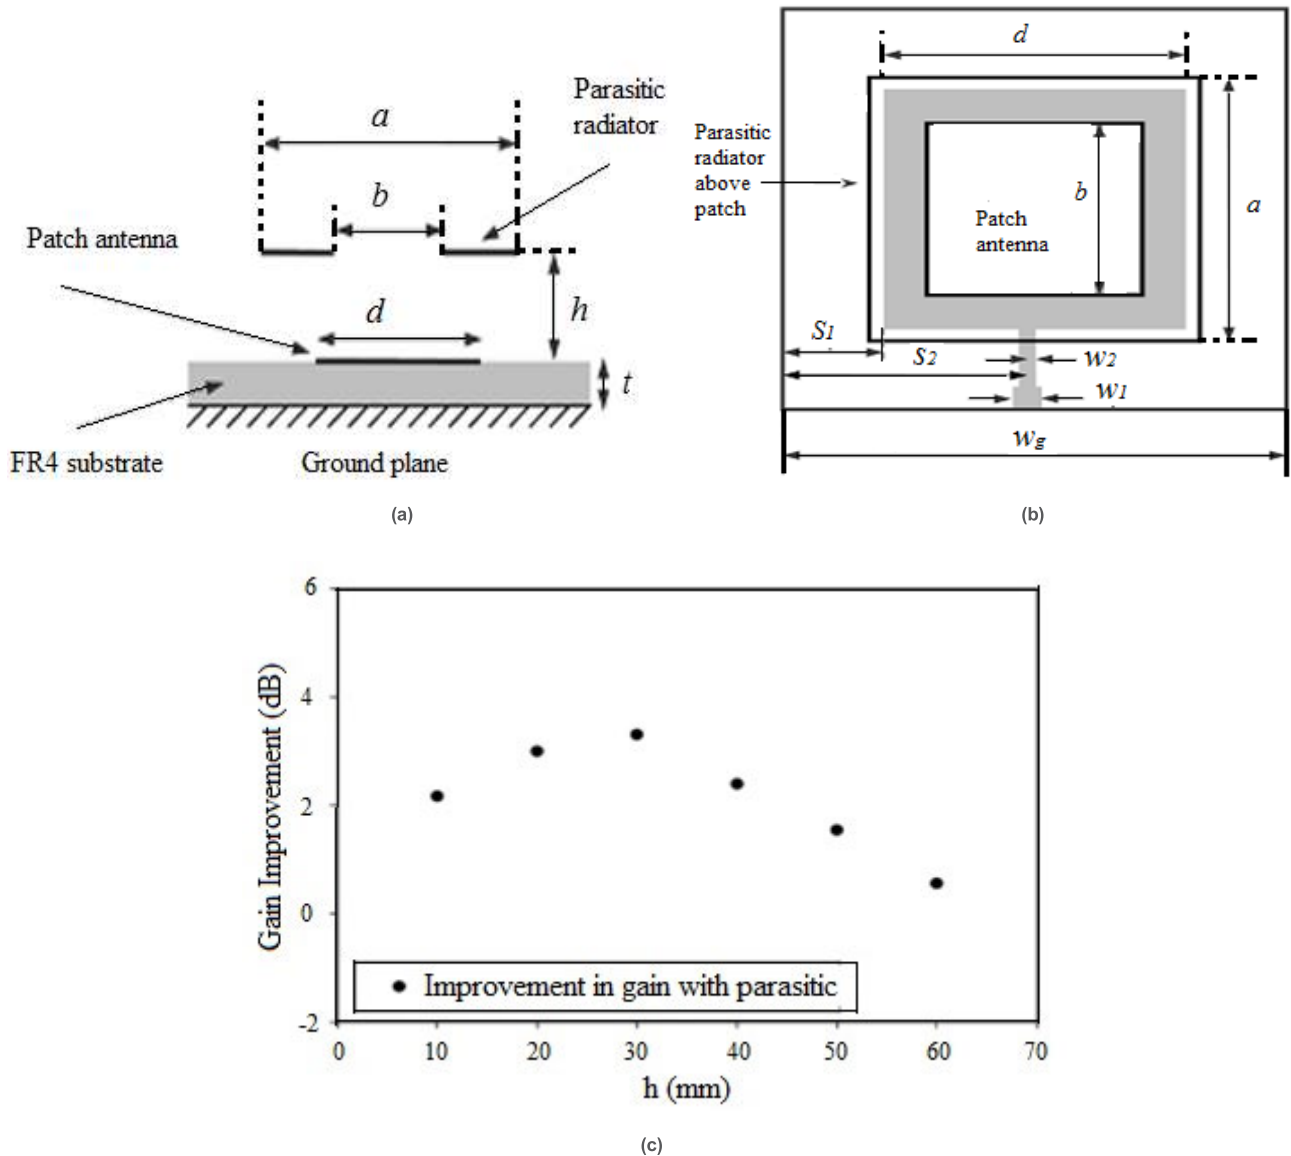 a
Parasitic
radiator
b
Patch antenna
d
h
t
FR4 substrate
Ground plane
(a)
d
Parasitic
radiator
above
patch
b
a
Patch
antenna
S1
S2
w2
w1
wg
(b)
6
4
2
0
-2
Gain Improvement (dB)
Improvement in gain with parasitic
0 10 20 30 40 50 60 70
h (mm)
(c)